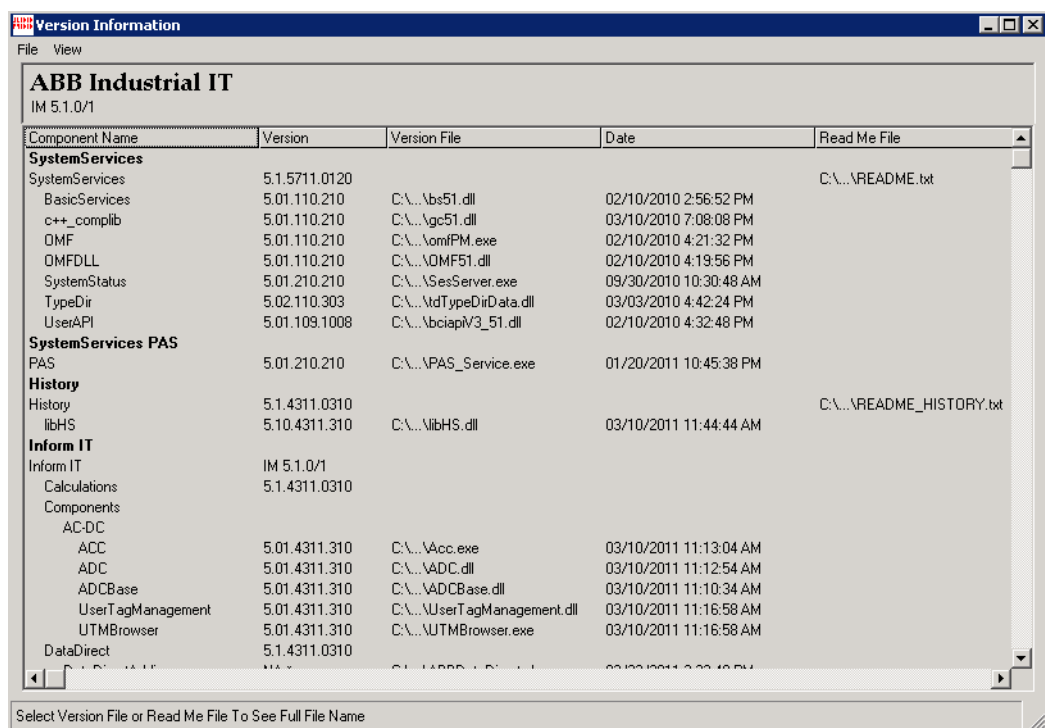 Version Information
File View
ABB Industrial IT
IM 5.1.0/1
Component Name Version Version File Date Read Me File
SystemServices
SystemServices 5.1.5711.0120 C:\...\README.txt
BasicServices 5.01.110.210 C:\...\bs51.dll 02/10/2010 2:56:52 PM
c++_complib 5.01.110.210 C:\...\gc51.dll 03/10/2010 7:08:08 PM
OMF 5.01.110.210 C:\...\omfPM.exe 02/10/2010 4:21:32 PM
OMFDLL 5.01.110.210 C:\...\OMF51.dll 02/10/2010 4:19:56 PM
SystemStatus 5.01.210.210 C:\...\SesServer.exe 09/30/2010 10:30:48 AM
TypeDir 5.02.110.303 C:\...\tdTypeDirData.dll 03/03/2010 4:42:24 PM
UserAPI 5.01.109.1008 C:\...\bciapiV3_51.dll 02/10/2010 4:32:48 PM
SystemServices PAS
PAS 5.01.210.210 C:\...\PAS_Service.exe 01/20/2011 10:45:38 PM
History
History 5.1.4311.0310 C:\...\README_HISTORY.txt
libHS 5.10.4311.310 C:\...\libHS.dll 03/10/2011 11:44:44 AM
Inform IT
Inform IT IM 5.1.0/1
Calculations 5.1.4311.0310
Components
AC-DC
ACC 5.01.4311.310 C:\...\Acc.exe 03/10/2011 11:13:04 AM
ADC 5.01.4311.310 C:\...\ADC.dll 03/10/2011 11:12:54 AM
ADCBase 5.01.4311.310 C:\...\ADCBase.dll 03/10/2011 11:10:34 AM
UserTagManagement 5.01.4311.310 C:\...\UserTagManagement.dll 03/10/2011 11:16:58 AM
UTMBrowser 5.01.4311.310 C:\...\UTMBrowser.exe 03/10/2011 11:16:58 AM
DataDirect 5.1.4311.0310
Select Version File or Read Me File To See Full File Name